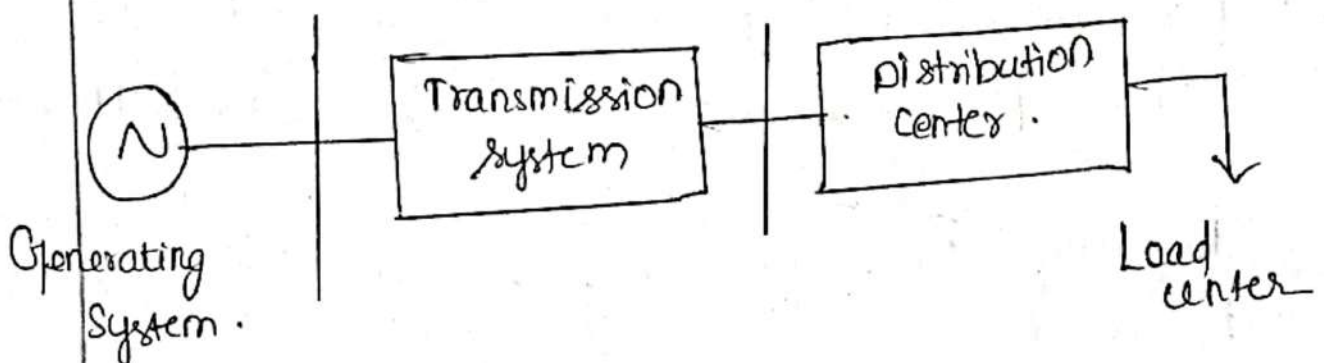 Generating
System.
Transmission
system
Distribution
center.
Load
center